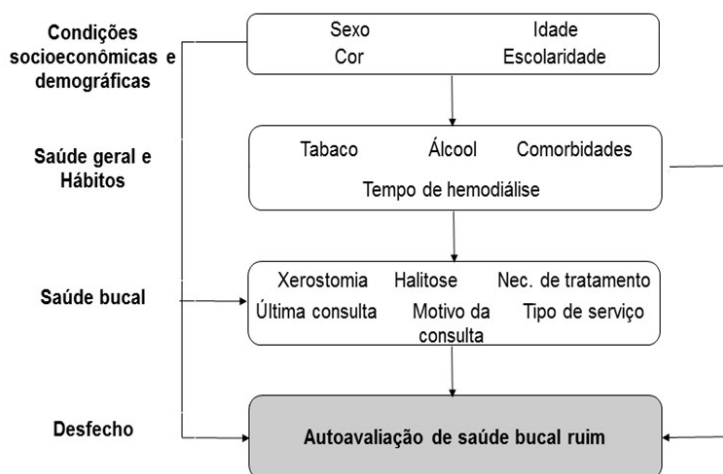 Condições
socioeconômicas e
demográficas
Sexo Idade
Cor Escolaridade
Saúde geral e
Hábitos
Tabaco Álcool Comorbidades
Tempo de hemodiálise
Saúde bucal
Xerostomia Halitose Nec. de tratamento
Última consulta Motivo da Tipo de serviço
consulta
Desfecho
Autoavaliação de saúde bucal ruim